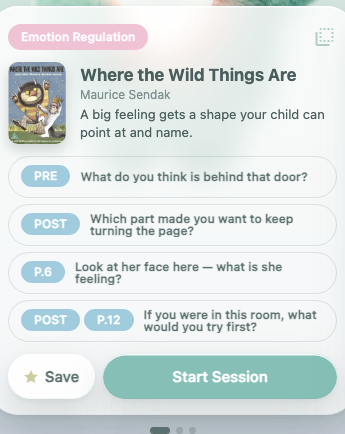 Emotion Regulation
WHERE THE WILD THINGS ARE
Where the Wild Things Are
Maurice Sendak
A big feeling gets a shape your child can
point at and name.
PRE What do you think is behind that door?
POST Which part made you want to keep
turning the page?
P.6 Look at her face here — what is she
feeling?
POST P.12 If you were in this room, what
would you try first?
Save Start Session